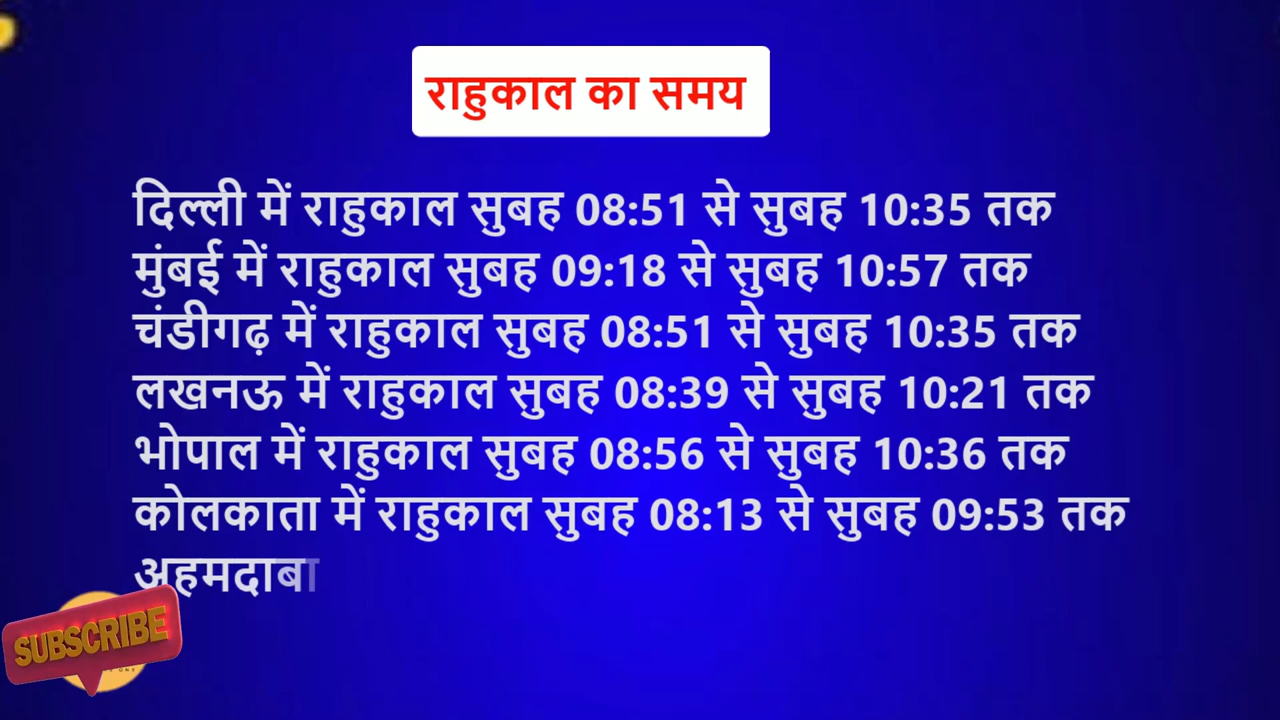 राहुकाल का समय
दिल्ली में राहुकाल सुबह 08:51 से सुबह 10:35 तक
मुंबई में राहुकाल सुबह 09:18 से सुबह 10:57 तक
चंडीगढ़ में राहुकाल सुबह 08:51 से सुबह 10:35 तक
लखनऊ में राहुकाल सुबह 08:39 से सुबह 10:21 तक
भोपाल में राहुकाल सुबह 08:56 से सुबह 10:36 तक
कोलकाता में राहुकाल सुबह 08:13 से सुबह 09:53 तक
अहमदाबा
SUBSCRIBE